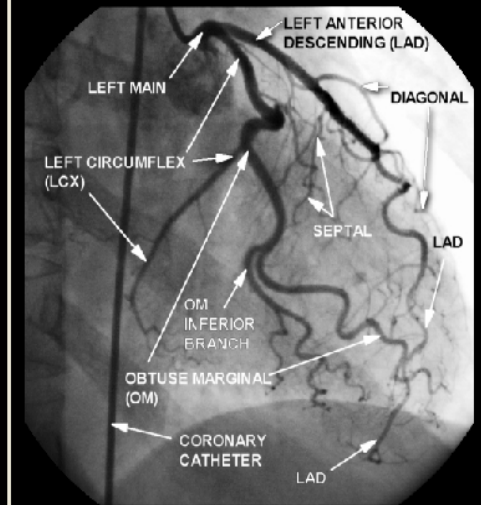 LEFT ANTERIOR
DESCENDING (LAD)
LEFT MAIN
DIAGONAL
LEFT CIRCUMFLEX
(LCX)
SEPTAL
LAD
OM
INFERIOR
BRANCH
OBTUSE MARGINAL
(OM)
CORONARY
CATHETER
LAD